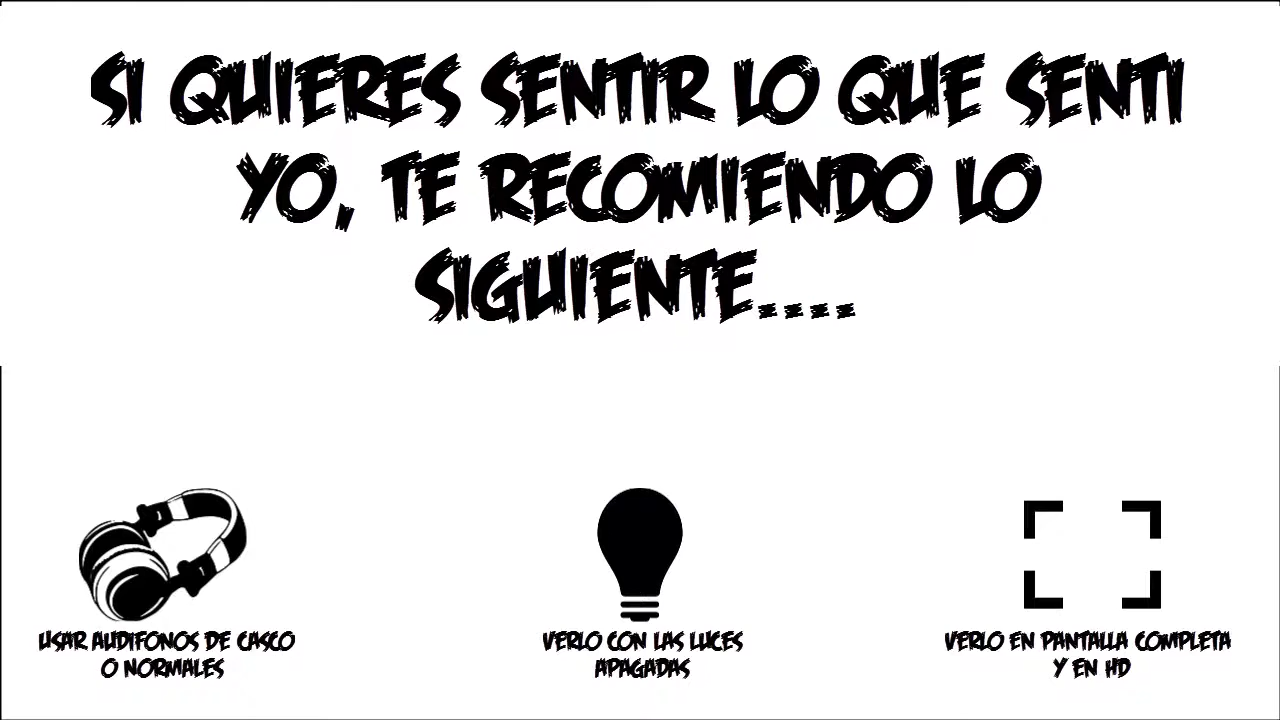 SI QUIERES SENTIR LO QUE SENTI
YO, TE RECOMIENDO LO
SIGUIENTE....
USAR AUDIFONOS DE CASCO
O NORMALES
VERLO CON LAS LUCES
APAGADAS
VERLO EN PANTALLA COMPLETA
Y EN HD